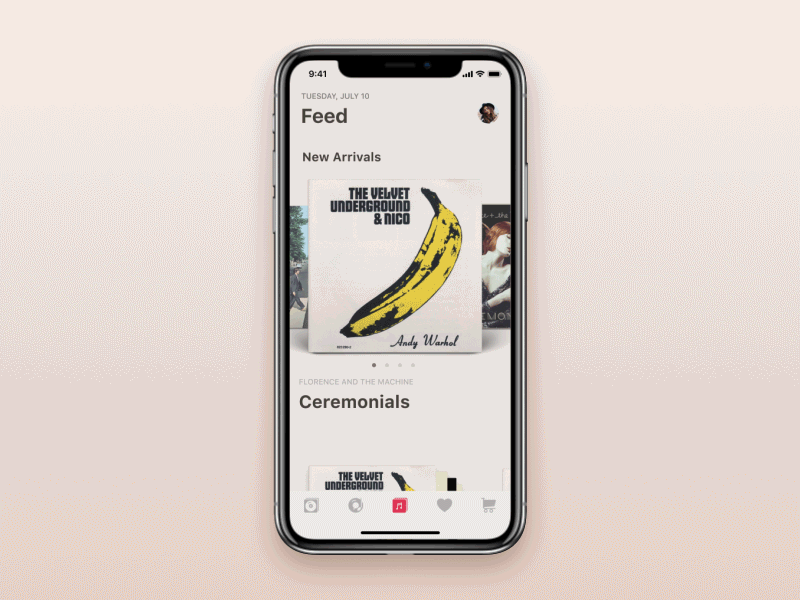 9:41
TUESDAY, JULY 10
Feed
New Arrivals
THE VELVET
UNDERGROUND
& NICO
Andy Warhol
FLORENCE AND THE MACHINE
Ceremonials
THE VELVET
UNDERGROUND